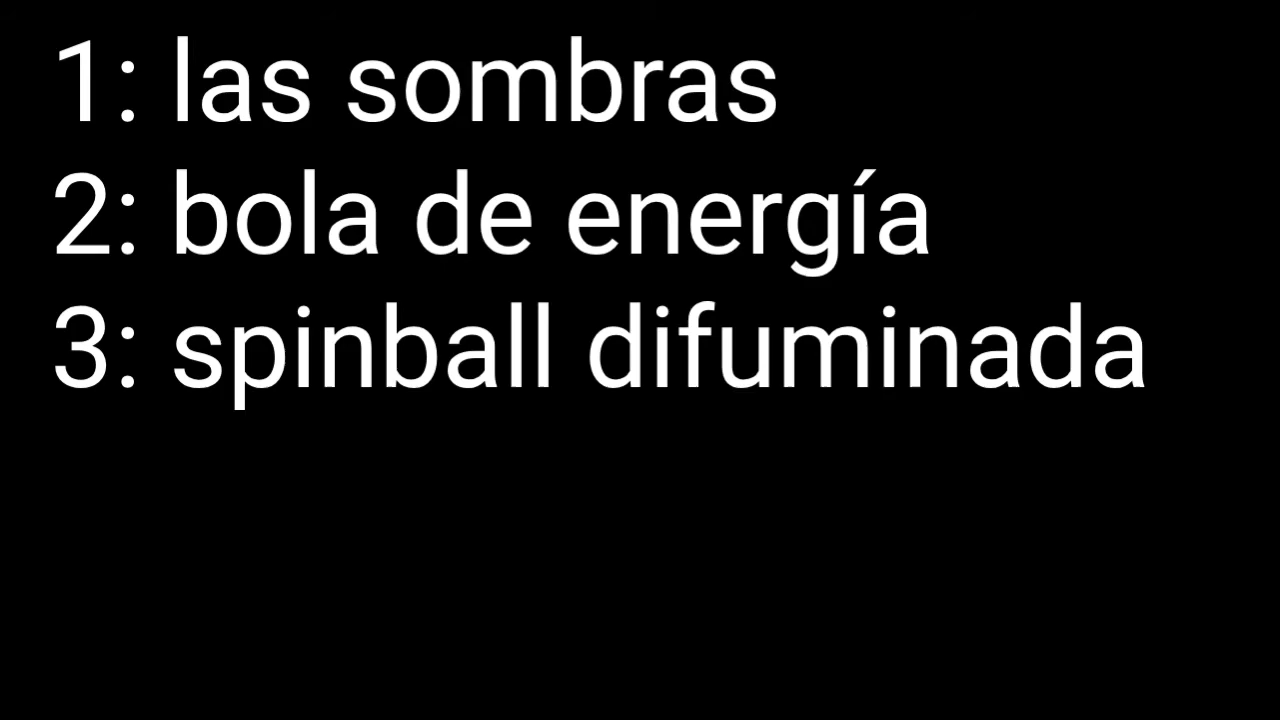 1: las sombras
2: bola de energía
3: spinball difuminada